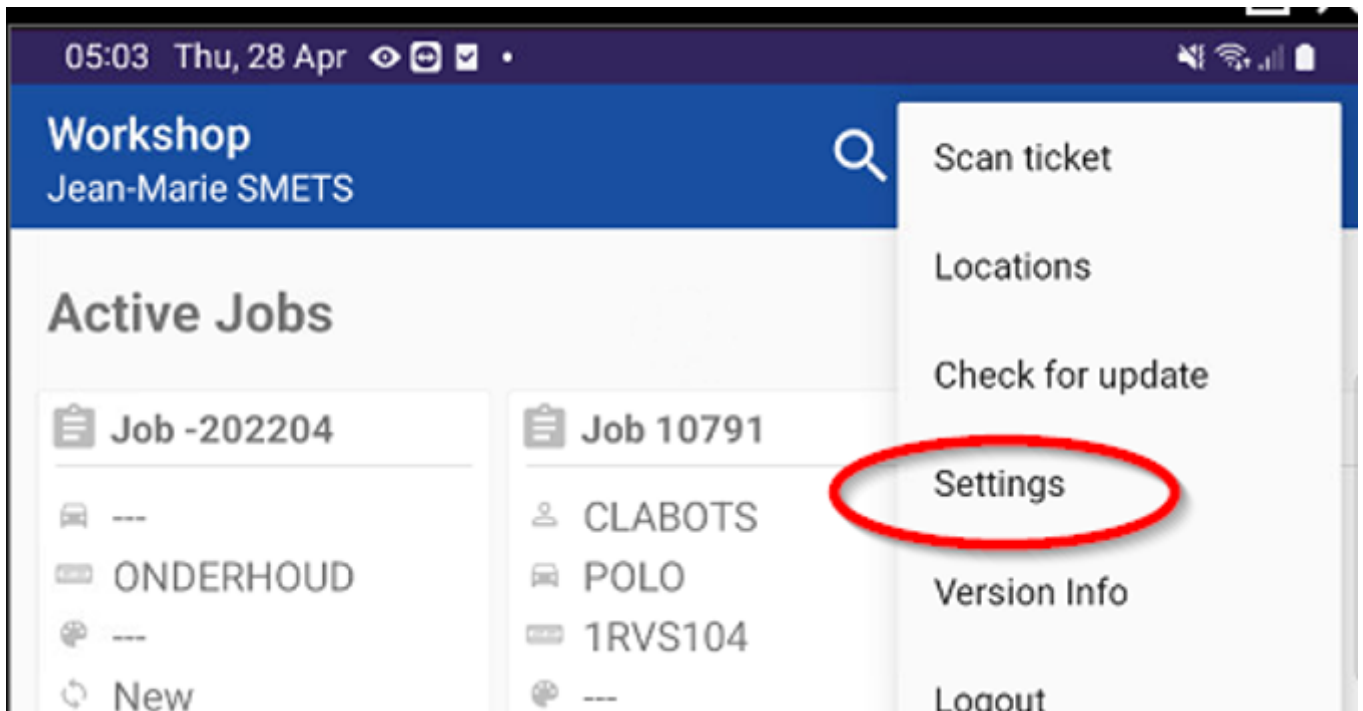 05:03 Thu, 28 Apr
Workshop
Jean-Marie SMETS
Active Jobs
Job -202204
---
ONDERHOUD
---
New
Job 10791
CLABOTS
POLO
1RVS104
---
Scan ticket
Locations
Check for update
Settings
Version Info
Logout